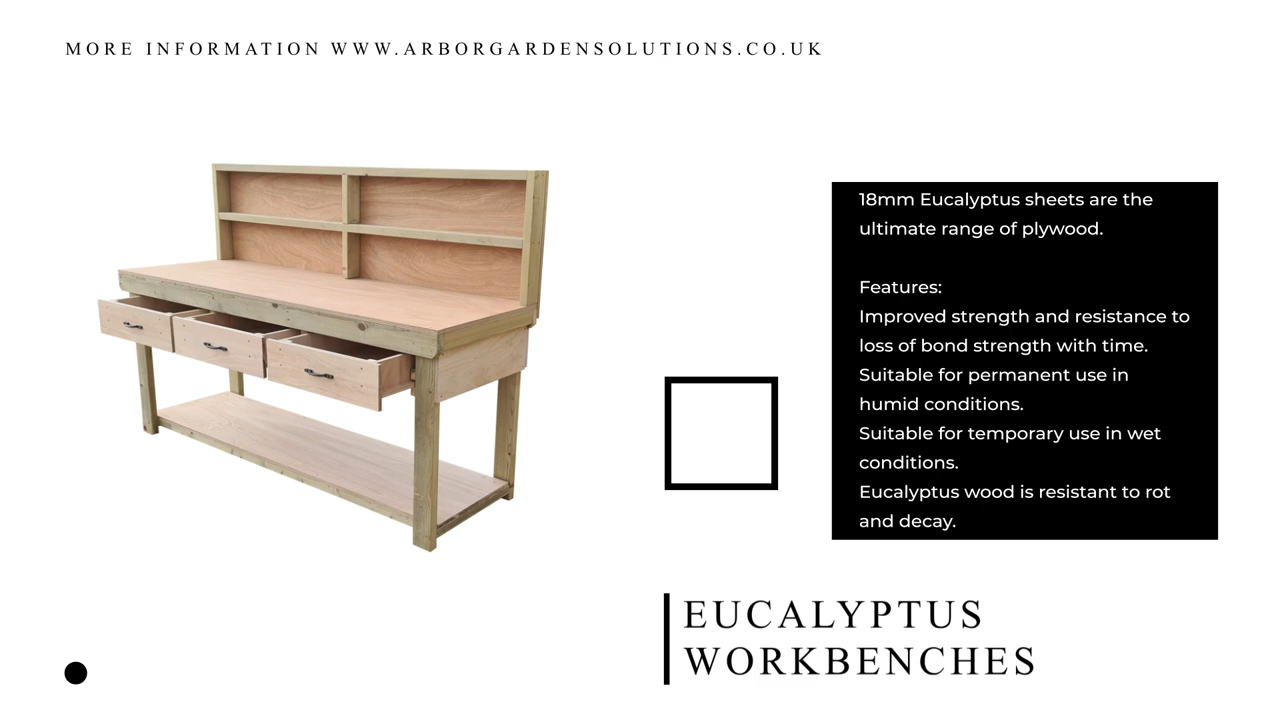 MORE INFORMATION WWW.ARBORGARDENSOLUTIONS.CO.UK
18mm Eucalyptus sheets are the
ultimate range of plywood.
Features:
Improved strength and resistance to
loss of bond strength with time.
Suitable for permanent use in
humid conditions.
Suitable for temporary use in wet
conditions.
Eucalyptus wood is resistant to rot
and decay.
EUCALYPTUS
WORKBENCHES